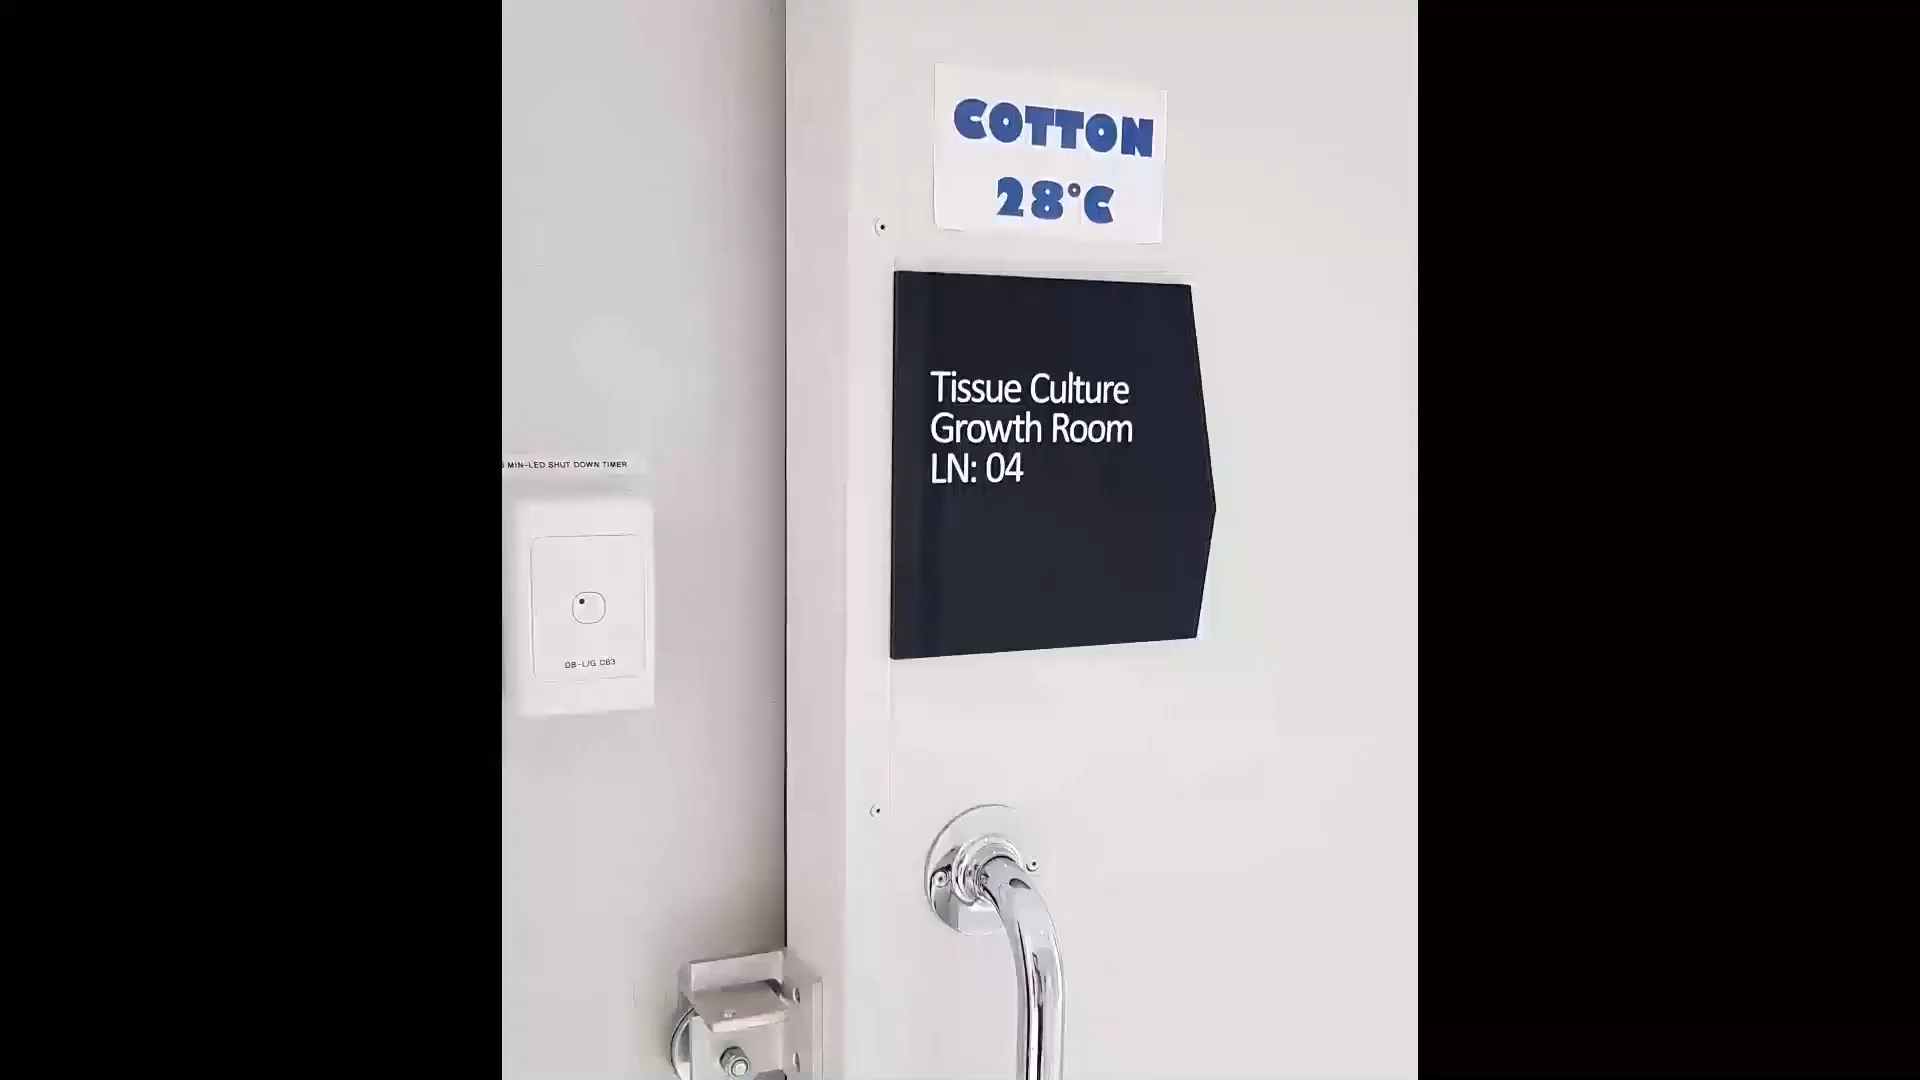 COTTON
28°C
Tissue Culture
Growth Room
LN: 04
MIN-LED SHUT DOWN TIMER
DB-L/G CB3